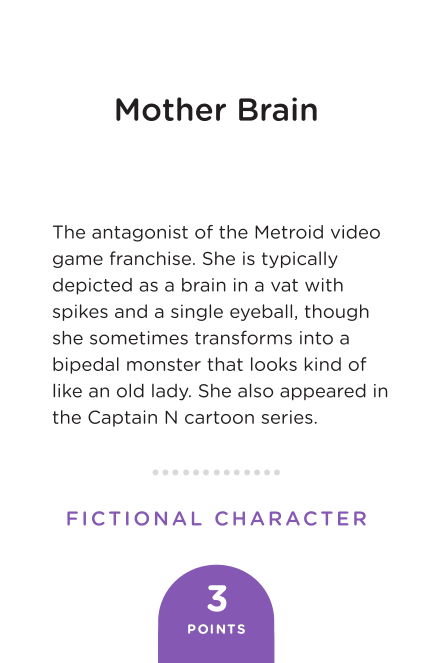 Mother Brain
The antagonist of the Metroid video
game franchise. She is typically
depicted as a brain in a vat with
spikes and a single eyeball, though
she sometimes transforms into a
bipedal monster that looks kind of
like an old lady. She also appeared in
the Captain N cartoon series.
FICTIONAL CHARACTER
3
POINTS